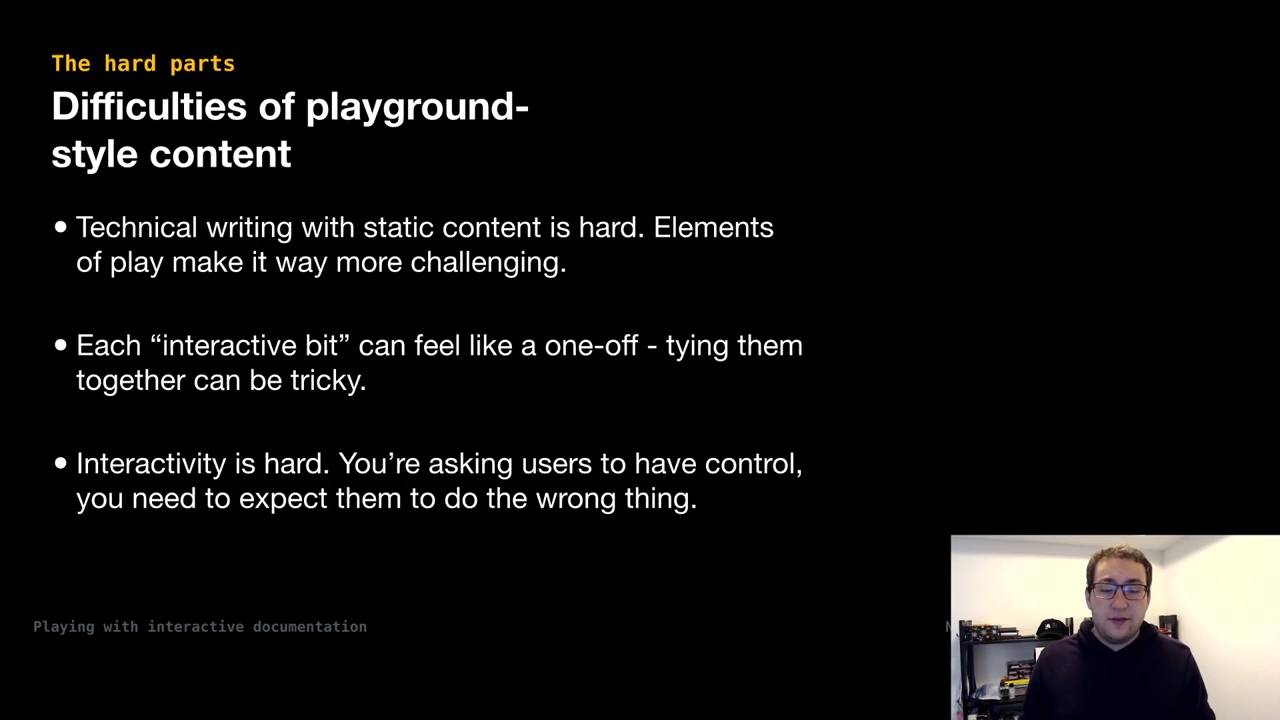 The hard parts
Difficulties of playground-
style content
• Technical writing with static content is hard. Elements
of play make it way more challenging.
• Each “interactive bit” can feel like a one-off - tying them
together can be tricky.
• Interactivity is hard. You’re asking users to have control,
you need to expect them to do the wrong thing.
Playing with interactive documentation